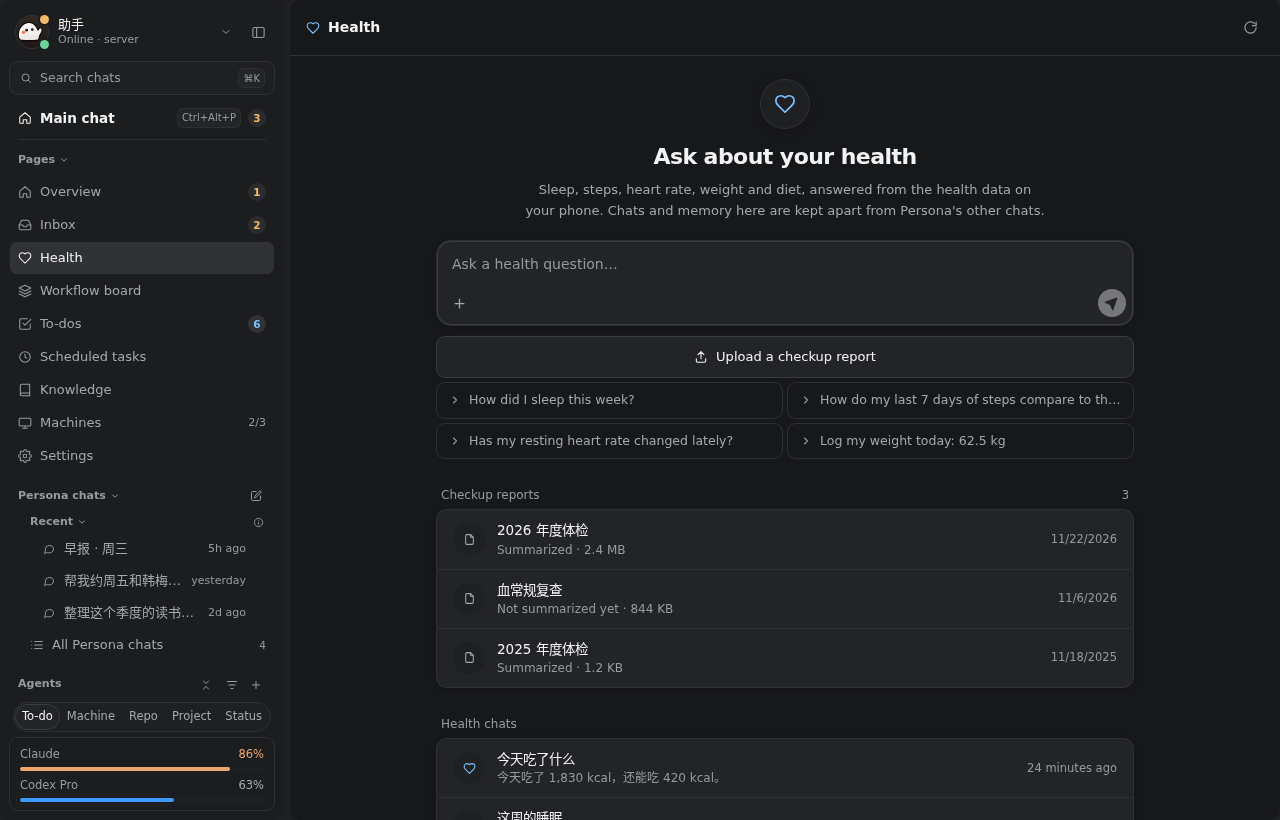 助手
Online · server
Search chats
⌘K
Main chat
Ctrl+Alt+P
3
Pages
Overview
1
Inbox
2
Health
Workflow board
To-dos
6
Scheduled tasks
Knowledge
Machines
2/3
Settings
Persona chats
Recent
早报 · 周三
5h ago
帮我约周五和韩梅…
yesterday
整理这个季度的读书…
2d ago
All Persona chats
4
Agents
To-do
Machine
Repo
Project
Status
Claude
86%
Codex Pro
63%
Health
Ask about your health
Sleep, steps, heart rate, weight and diet, answered from the health data on
your phone. Chats and memory here are kept apart from Persona's other chats.
Ask a health question…
Upload a checkup report
How did I sleep this week?
How do my last 7 days of steps compare to th…
Has my resting heart rate changed lately?
Log my weight today: 62.5 kg
Checkup reports
3
2026 年度体检
Summarized · 2.4 MB
11/22/2026
血常规复查
Not summarized yet · 844 KB
11/6/2026
2025 年度体检
Summarized · 1.2 KB
11/18/2025
Health chats
今天吃了什么
今天吃了 1,830 kcal，还能吃 420 kcal。
24 minutes ago
这周的睡眠